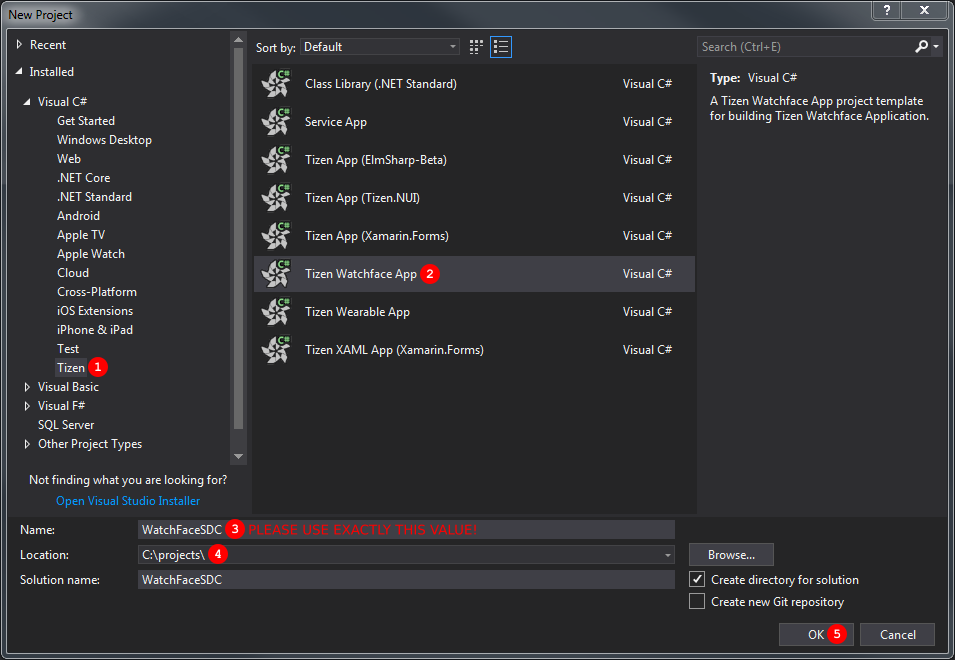 New Project
?
x
Recent
Installed
Visual C#
Get Started
Windows Desktop
Web
.NET Core
.NET Standard
Android
Apple TV
Apple Watch
Cloud
Cross-Platform
iOS Extensions
iPhone & iPad
Test
Tizen 1
Visual Basic
Visual F#
SQL Server
Other Project Types
Not finding what you are looking for?
Open Visual Studio Installer
Sort by: Default
C# Class Library (.NET Standard) Visual C#
C# Service App Visual C#
C# Tizen App (ElmSharp-Beta) Visual C#
C# Tizen App (Tizen.NUI) Visual C#
C# Tizen App (Xamarin.Forms) Visual C#
C# Tizen Watchface App 2 Visual C#
C# Tizen Wearable App Visual C#
C# Tizen XAML App (Xamarin.Forms) Visual C#
Search (Ctrl+E)
Type: Visual C#
A Tizen Watchface App project template
for building Tizen Watchface Application.
Name: WatchFaceSDC 3 PLEASE USE EXACTLY THIS VALUE!
Location: C:\projects\ 4
Browse...
Solution name: WatchFaceSDC
Create directory for solution
Create new Git repository
OK 5 Cancel